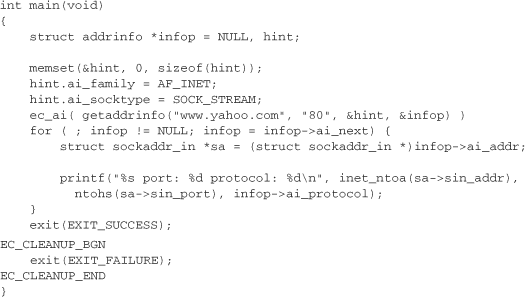 int main(void)
{
    struct addrinfo *infop = NULL, hint;

    memset(&hint, 0, sizeof(hint));
    hint.ai_family = AF_INET;
    hint.ai_socktype = SOCK_STREAM;
    ec_ai( getaddrinfo("www.yahoo.com", "80", &hint, &infop) )
    for ( ; infop != NULL; infop = infop->ai_next) {
        struct sockaddr_in *sa = (struct sockaddr_in *)infop->ai_addr;

        printf("%s port: %d protocol: %d\n", inet_ntoa(sa->sin_addr),
          ntohs(sa->sin_port), infop->ai_protocol);
    }
    exit(EXIT_SUCCESS);
EC_CLEANUP_BGN
    exit(EXIT_FAILURE);
EC_CLEANUP_END
}